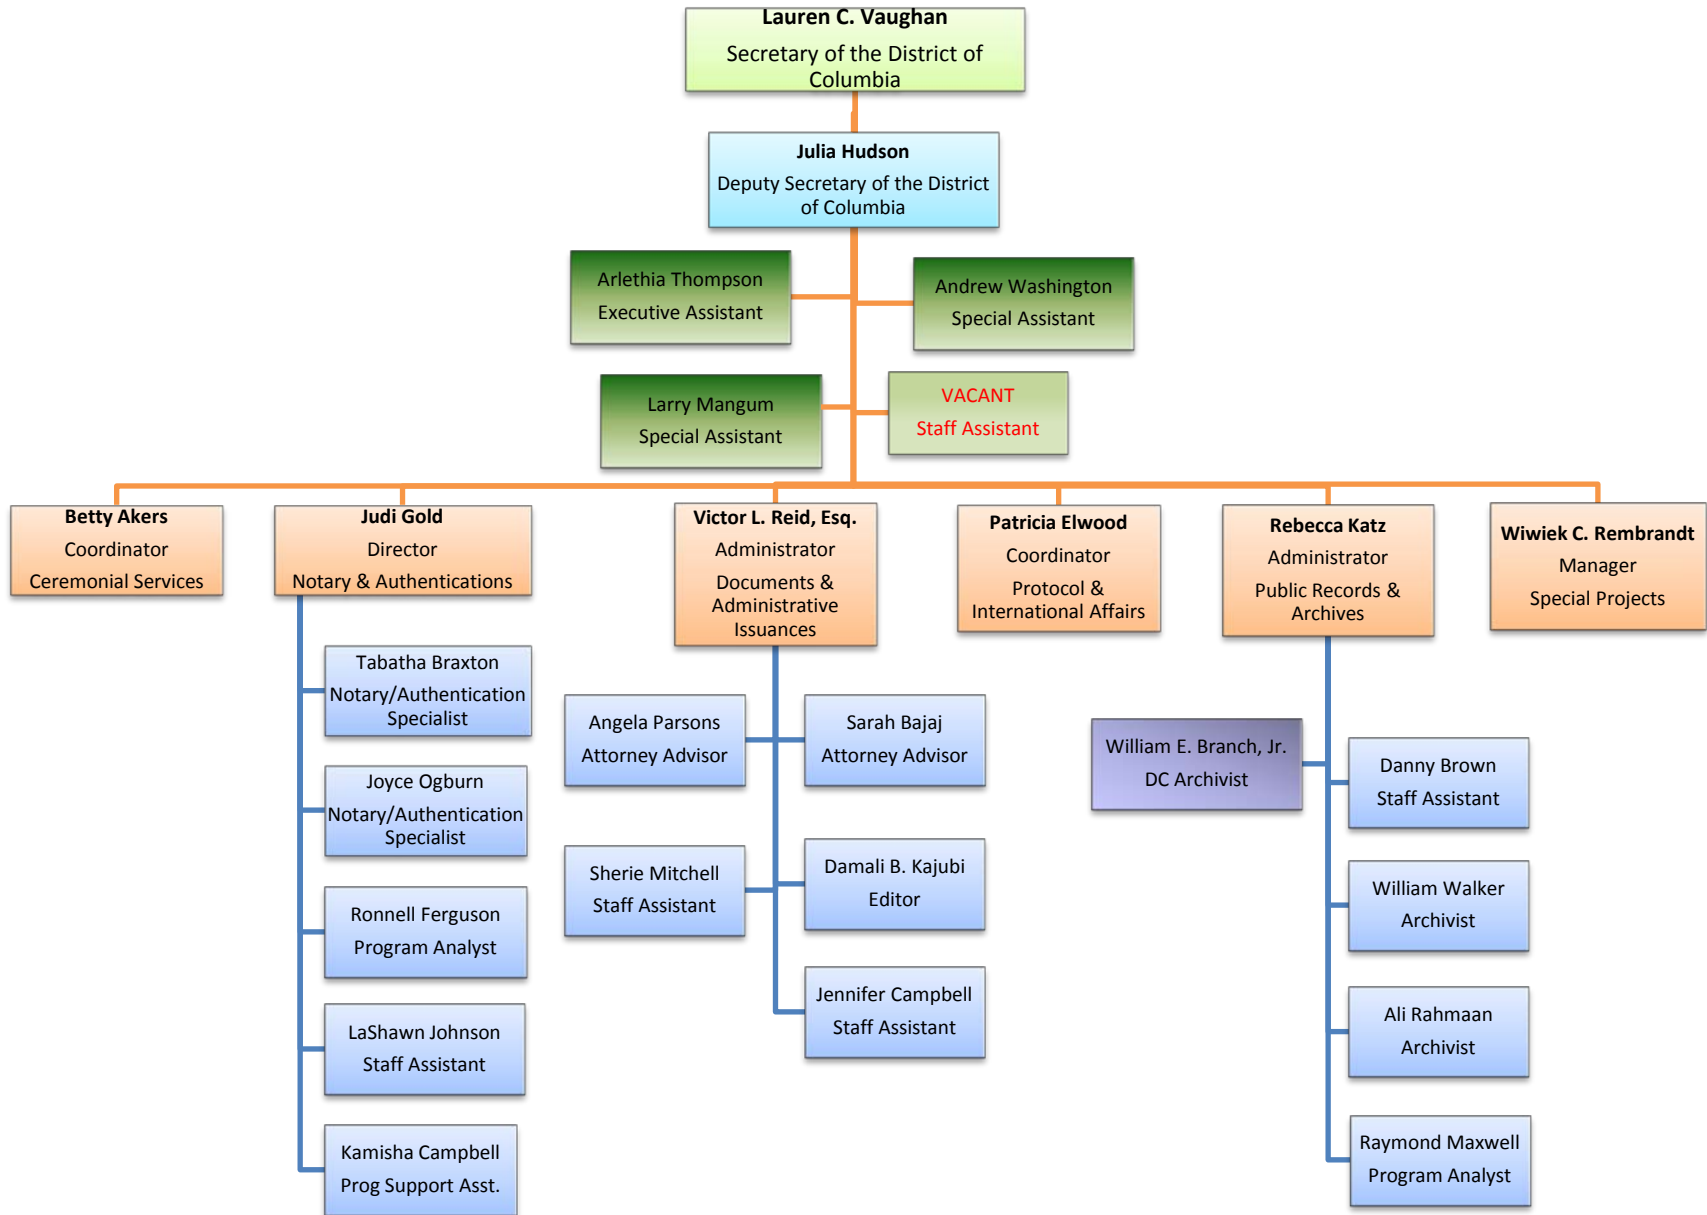 Lauren C. Vaughan
Secretary of the District of
Columbia
Julia Hudson
Deputy Secretary of the District
of Columbia
Arlethia Thompson
Executive Assistant
Andrew Washington
Special Assistant
Larry Mangum
Special Assistant
VACANT
Staff Assistant
Betty Akers
Coordinator
Ceremonial Services
Judi Gold
Director
Notary & Authentications
Victor L. Reid, Esq.
Administrator
Documents &
Administrative
Issuances
Patricia Elwood
Coordinator
Protocol &
International Affairs
Rebecca Katz
Administrator
Public Records &
Archives
Wiwiek C. Rembrandt
Manager
Special Projects
Tabatha Braxton
Notary/Authentication
Specialist
Joyce Ogburn
Notary/Authentication
Specialist
Ronnell Ferguson
Program Analyst
LaShawn Johnson
Staff Assistant
Kamisha Campbell
Prog Support Asst.
Angela Parsons
Attorney Advisor
Sarah Bajaj
Attorney Advisor
Sherie Mitchell
Staff Assistant
Damali B. Kajubi
Editor
Jennifer Campbell
Staff Assistant
William E. Branch, Jr.
DC Archivist
Danny Brown
Staff Assistant
William Walker
Archivist
Ali Rahmaan
Archivist
Raymond Maxwell
Program Analyst